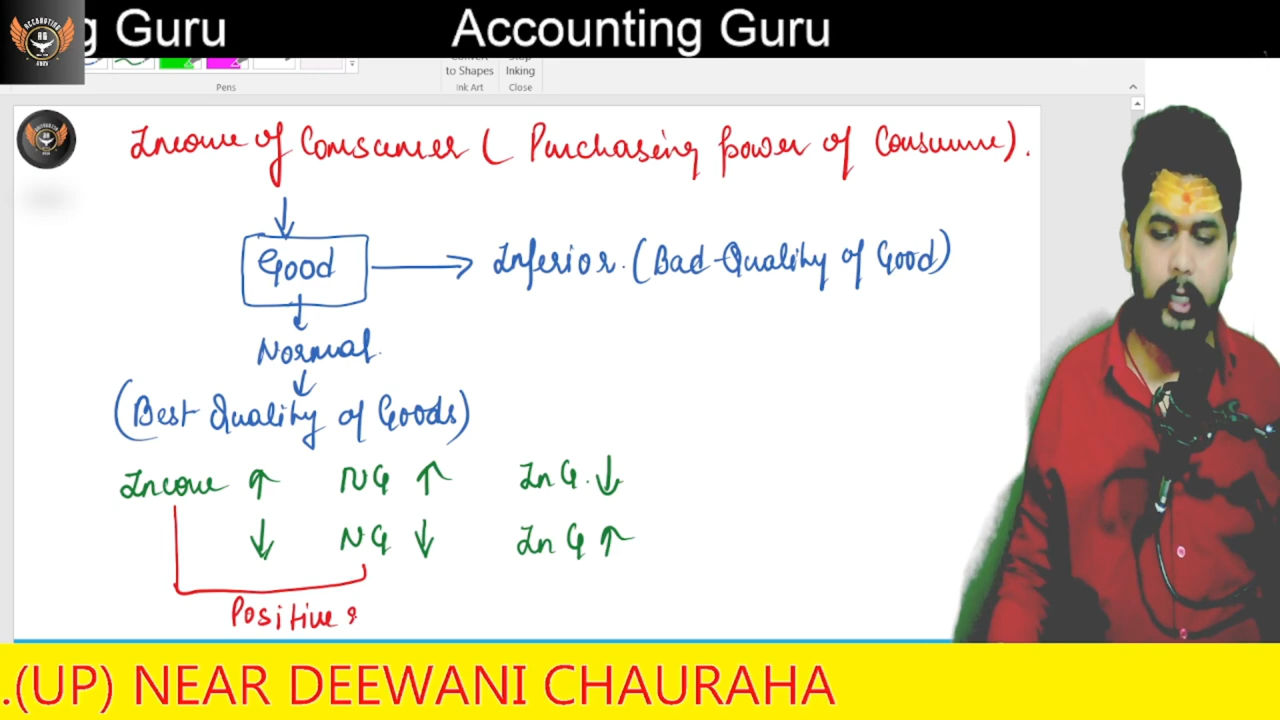 g Guru Accounting Guru
to Shapes Inking
Pens Ink Art Close
Income of Consumer ( Purchasing power of Consume).
Good → Inferior. (Bad-Quality of Good)
Normal.
(Best Quality of Goods)
Income ↑ NG ↑ InG. ↓
↓ NG ↓ InG ↑
Positive
.(UP) NEAR DEEWANI CHAURAHA